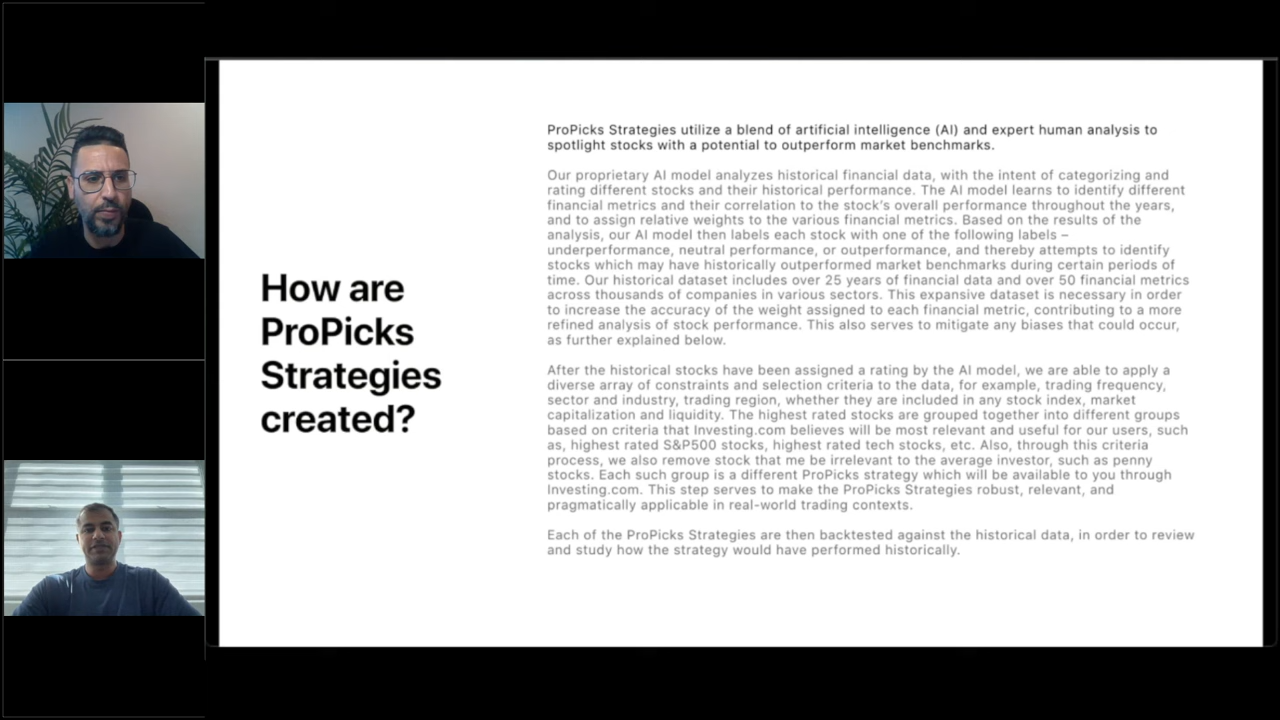 How are
ProPicks
Strategies
created?
ProPicks Strategies utilize a blend of artificial intelligence (AI) and expert human analysis to
spotlight stocks with a potential to outperform market benchmarks.
Our proprietary AI model analyzes historical financial data, with the intent of categorizing and
rating different stocks and their historical performance. The AI model learns to identify different
financial metrics and their correlation to the stock's overall performance throughout the years,
and to assign relative weights to the various financial metrics. Based on the results of the
analysis, our AI model then labels each stock with one of the following labels –
underperformance, neutral performance, or outperformance, and thereby attempts to identify
stocks which may have historically outperformed market benchmarks during certain periods of
time. Our historical dataset includes over 25 years of financial data and over 50 financial metrics
across thousands of companies in various sectors. This expansive dataset is necessary in order
to increase the accuracy of the weight assigned to each financial metric, contributing to a more
refined analysis of stock performance. This also serves to mitigate any biases that could occur,
as further explained below.
After the historical stocks have been assigned a rating by the AI model, we are able to apply a
diverse array of constraints and selection criteria to the data, for example, trading frequency,
sector and industry, trading region, whether they are included in any stock index, market
capitalization and liquidity. The highest rated stocks are grouped together into different groups
based on criteria that Investing.com believes will be most relevant and useful for our users, such
as, highest rated S&P500 stocks, highest rated tech stocks, etc. Also, through this criteria
process, we also remove stock that me be irrelevant to the average investor, such as penny
stocks. Each such group is a different ProPicks strategy which will be available to you through
Investing.com. This step serves to make the ProPicks Strategies robust, relevant, and
pragmatically applicable in real-world trading contexts.
Each of the ProPicks Strategies are then backtested against the historical data, in order to review
and study how the strategy would have performed historically.